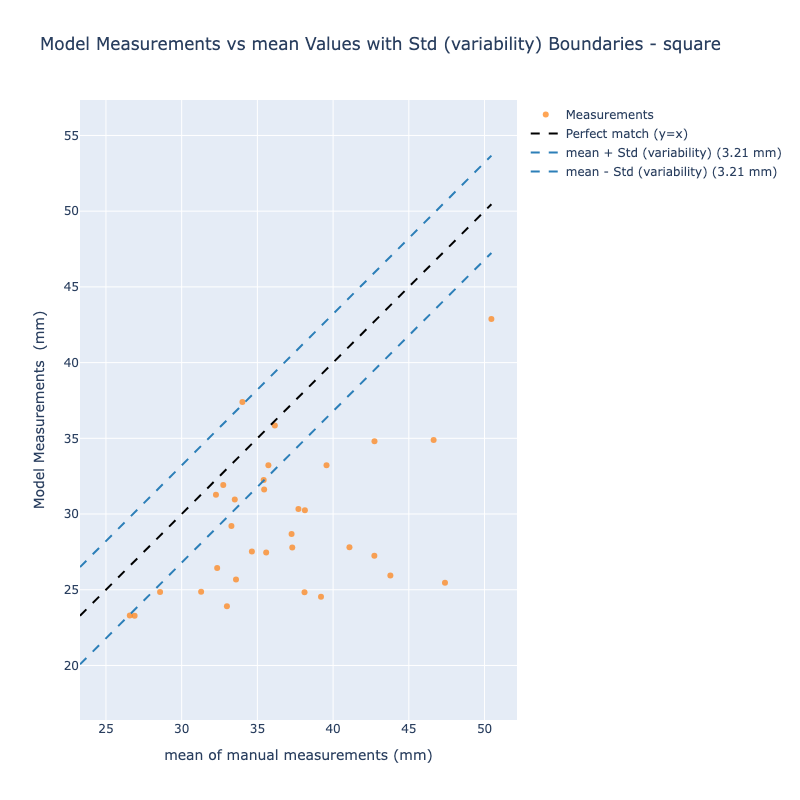 Model Measurements vs mean Values with Std (variability) Boundaries - square
Measurements
Perfect match (y=x)
mean + Std (variability) (3.21 mm)
mean - Std (variability) (3.21 mm)
Model Measurements  (mm)
55
50
45
40
35
30
25
20
25 30 35 40 45 50
mean of manual measurements (mm)